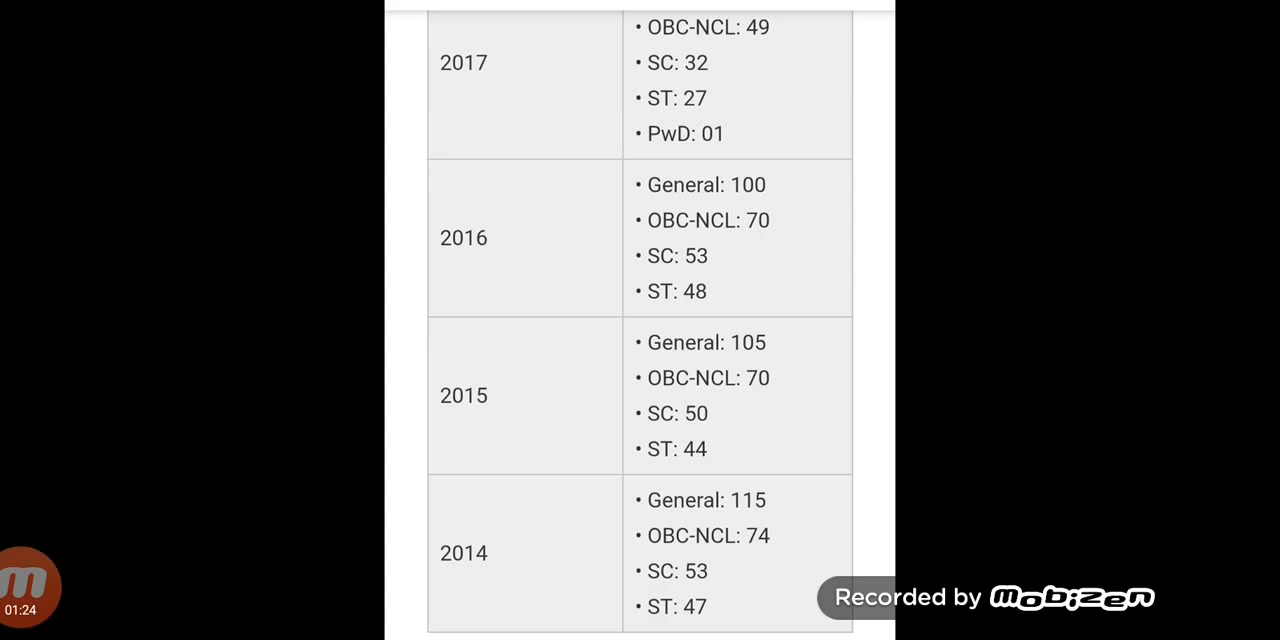 2017
• OBC-NCL: 49
• SC: 32
• ST: 27
• PwD: 01
2016
• General: 100
• OBC-NCL: 70
• SC: 53
• ST: 48
2015
• General: 105
• OBC-NCL: 70
• SC: 50
• ST: 44
2014
• General: 115
• OBC-NCL: 74
• SC: 53
• ST: 47
m
01:24
Recorded by mobizen